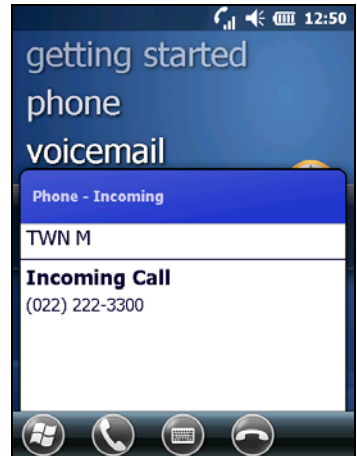 12:50
getting started
phone
voicemail
Phone - Incoming
TWN M
Incoming Call
(022) 222-3300